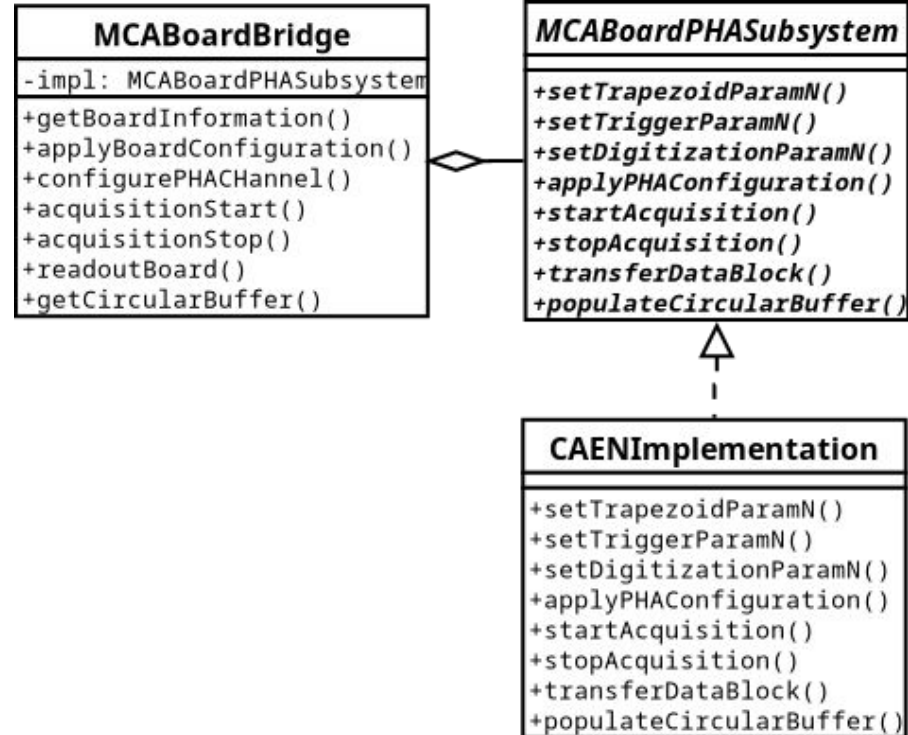 MCABoardBridge
-impl: MCABoardPHASubsystem
+getBoardInformation()
+applyBoardConfiguration()
+configurePHACHannel()
+acquisitionStart()
+acquisitionStop()
+readoutBoard()
+getCircularBuffer()
MCABoardPHASubsystem
+setTrapezoidParamN()
+setTriggerParamN()
+setDigitizationParamN()
+applyPHAConfiguration()
+startAcquisition()
+stopAcquisition()
+transferDataBlock()
+populateCircularBuffer()
CAENImplementation
+setTrapezoidParamN()
+setTriggerParamN()
+setDigitizationParamN()
+applyPHAConfiguration()
+startAcquisition()
+stopAcquisition()
+transferDataBlock()
+populateCircularBuffer()